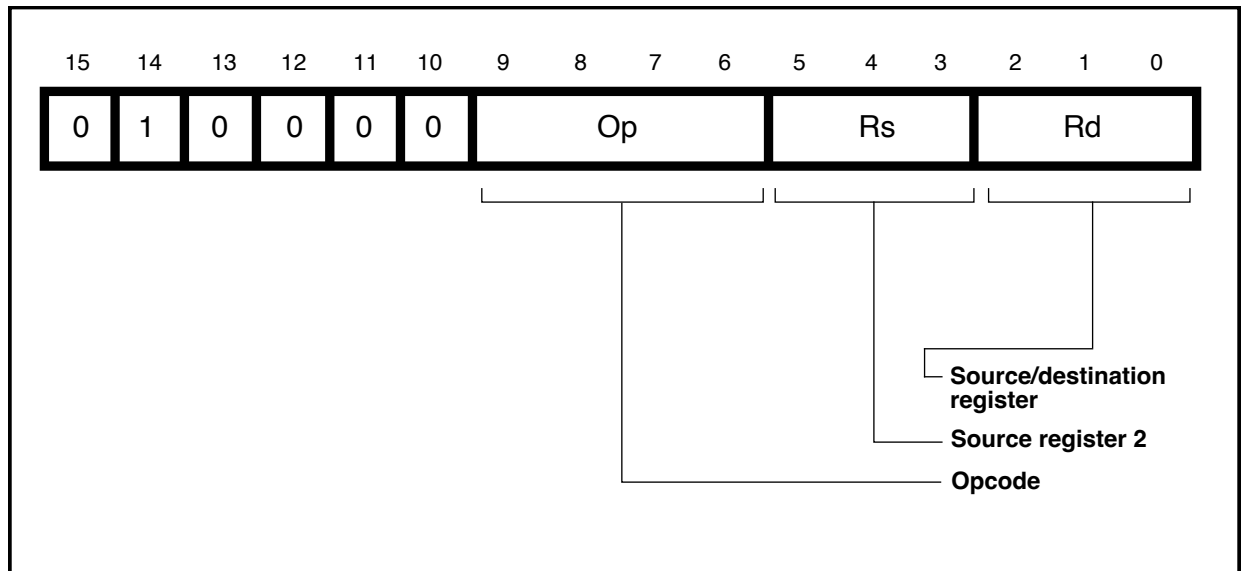 15 14 13 12 11 10 9 8 7 6 5 4 3 2 1 0
0 1 0 0 0 0 Op Rs Rd
Source/destination
register
Source register 2
Opcode